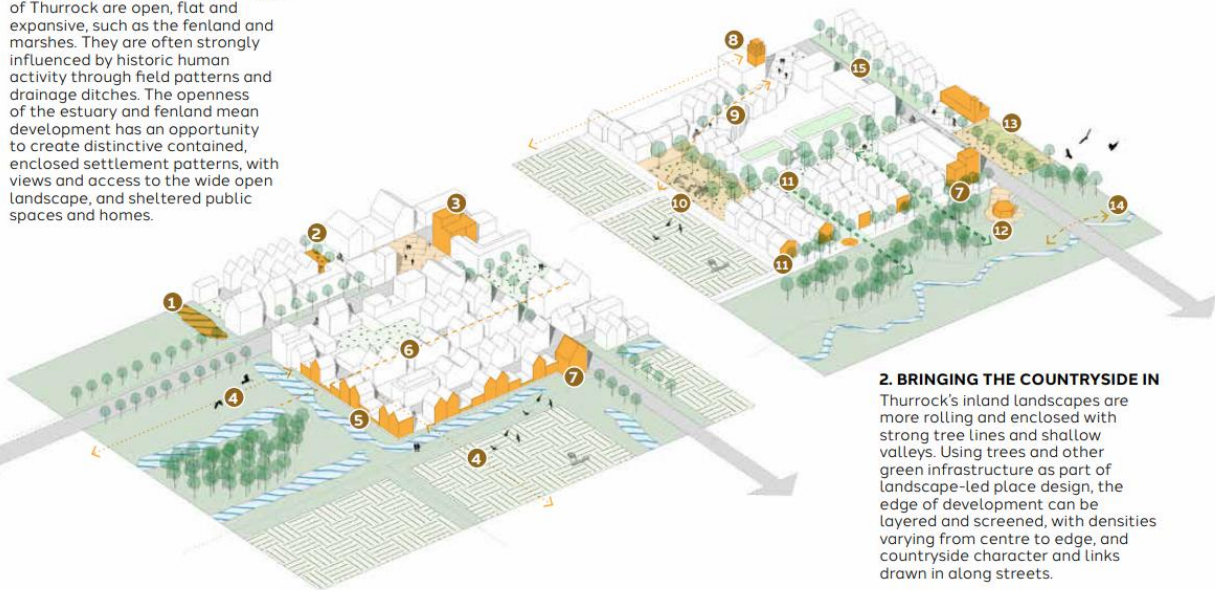 of Thurrock are open, flat and
expansive, such as the fenland and
marshes. They are often strongly
influenced by historic human
activity through field patterns and
drainage ditches. The openness
of the estuary and fenland mean
development has an opportunity
to create distinctive contained,
enclosed settlement patterns, with
views and access to the wide open
landscape, and sheltered public
spaces and homes.
1
2
3
4
5
6
7
4
8
9
15
13
10
11
7
14
12
11
2. BRINGING THE COUNTRYSIDE IN
Thurrock's inland landscapes are
more rolling and enclosed with
strong tree lines and shallow
valleys. Using trees and other
green infrastructure as part of
landscape-led place design, the
edge of development can be
layered and screened, with densities
varying from centre to edge, and
countryside character and links
drawn in along streets.